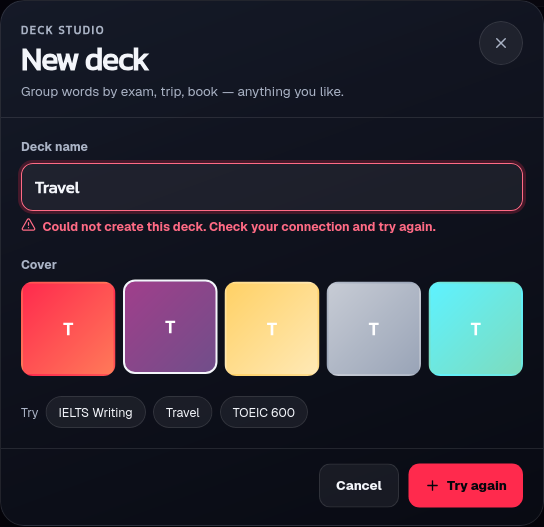 DECK STUDIO
New deck
Group words by exam, trip, book — anything you like.
Deck name
Travel
Could not create this deck. Check your connection and try again.
Cover
T T T T T
Try IELTS Writing Travel TOEIC 600
Cancel Try again